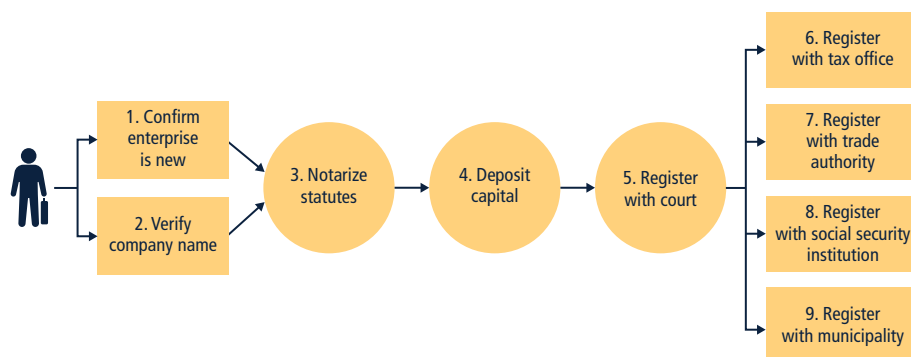 1. Confirm
enterprise
is new
2. Verify
company name
3. Notarize
statutes
4. Deposit
capital
5. Register
with court
6. Register
with tax office
7. Register
with trade
authority
8. Register
with social security
institution
9. Register
with municipality